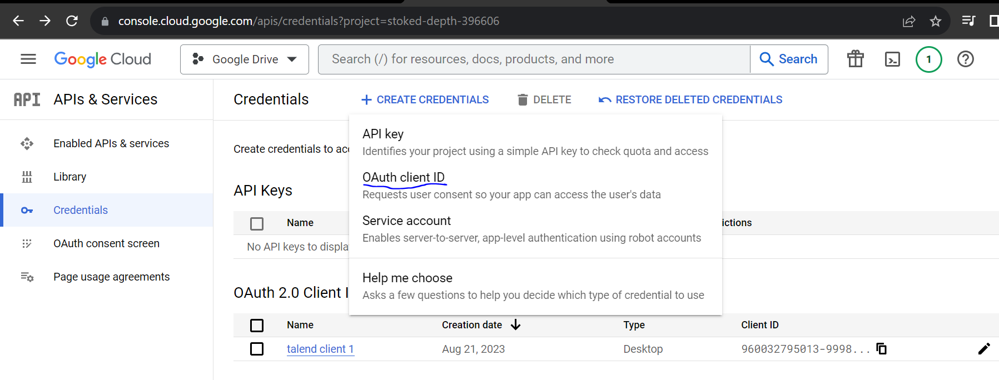 console.cloud.google.com/apis/credentials?project=stoked-depth-396606
Google Cloud
Google Drive
Search (/) for resources, docs, products, and more
Search
1
API APIs & Services
Credentials
CREATE CREDENTIALS
DELETE
RESTORE DELETED CREDENTIALS
Enabled APIs & services
Library
Credentials
OAuth consent screen
Page usage agreements
Create credentials to acc
API key
Identifies your project using a simple API key to check quota and access
OAuth client ID
Requests user consent so your app can access the user's data
Service account
Enables server-to-server, app-level authentication using robot accounts
Help me choose
Asks a few questions to help you decide which type of credential to use
API Keys
Name
ictions
No API keys to displa
OAuth 2.0 Client I
Name Creation date Type Client ID
talend client 1 Aug 21, 2023 Desktop 960032795013-9998...